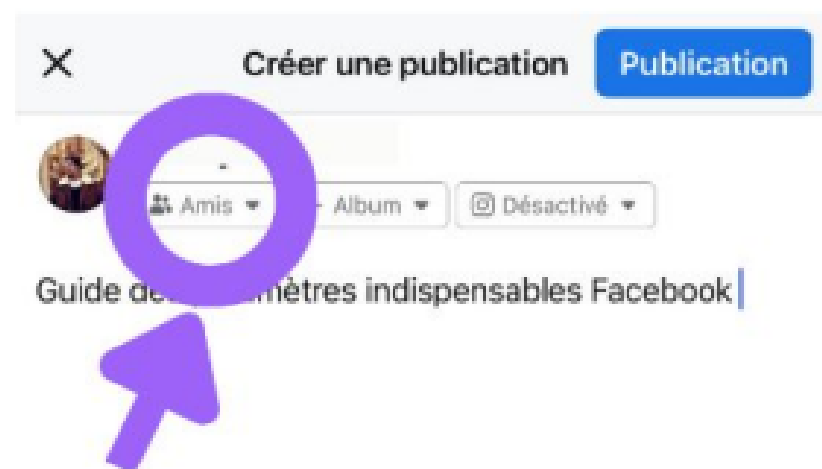 Créer une publication Publication
Amis Album Désactivé
Guide de mètres indispensables Facebook